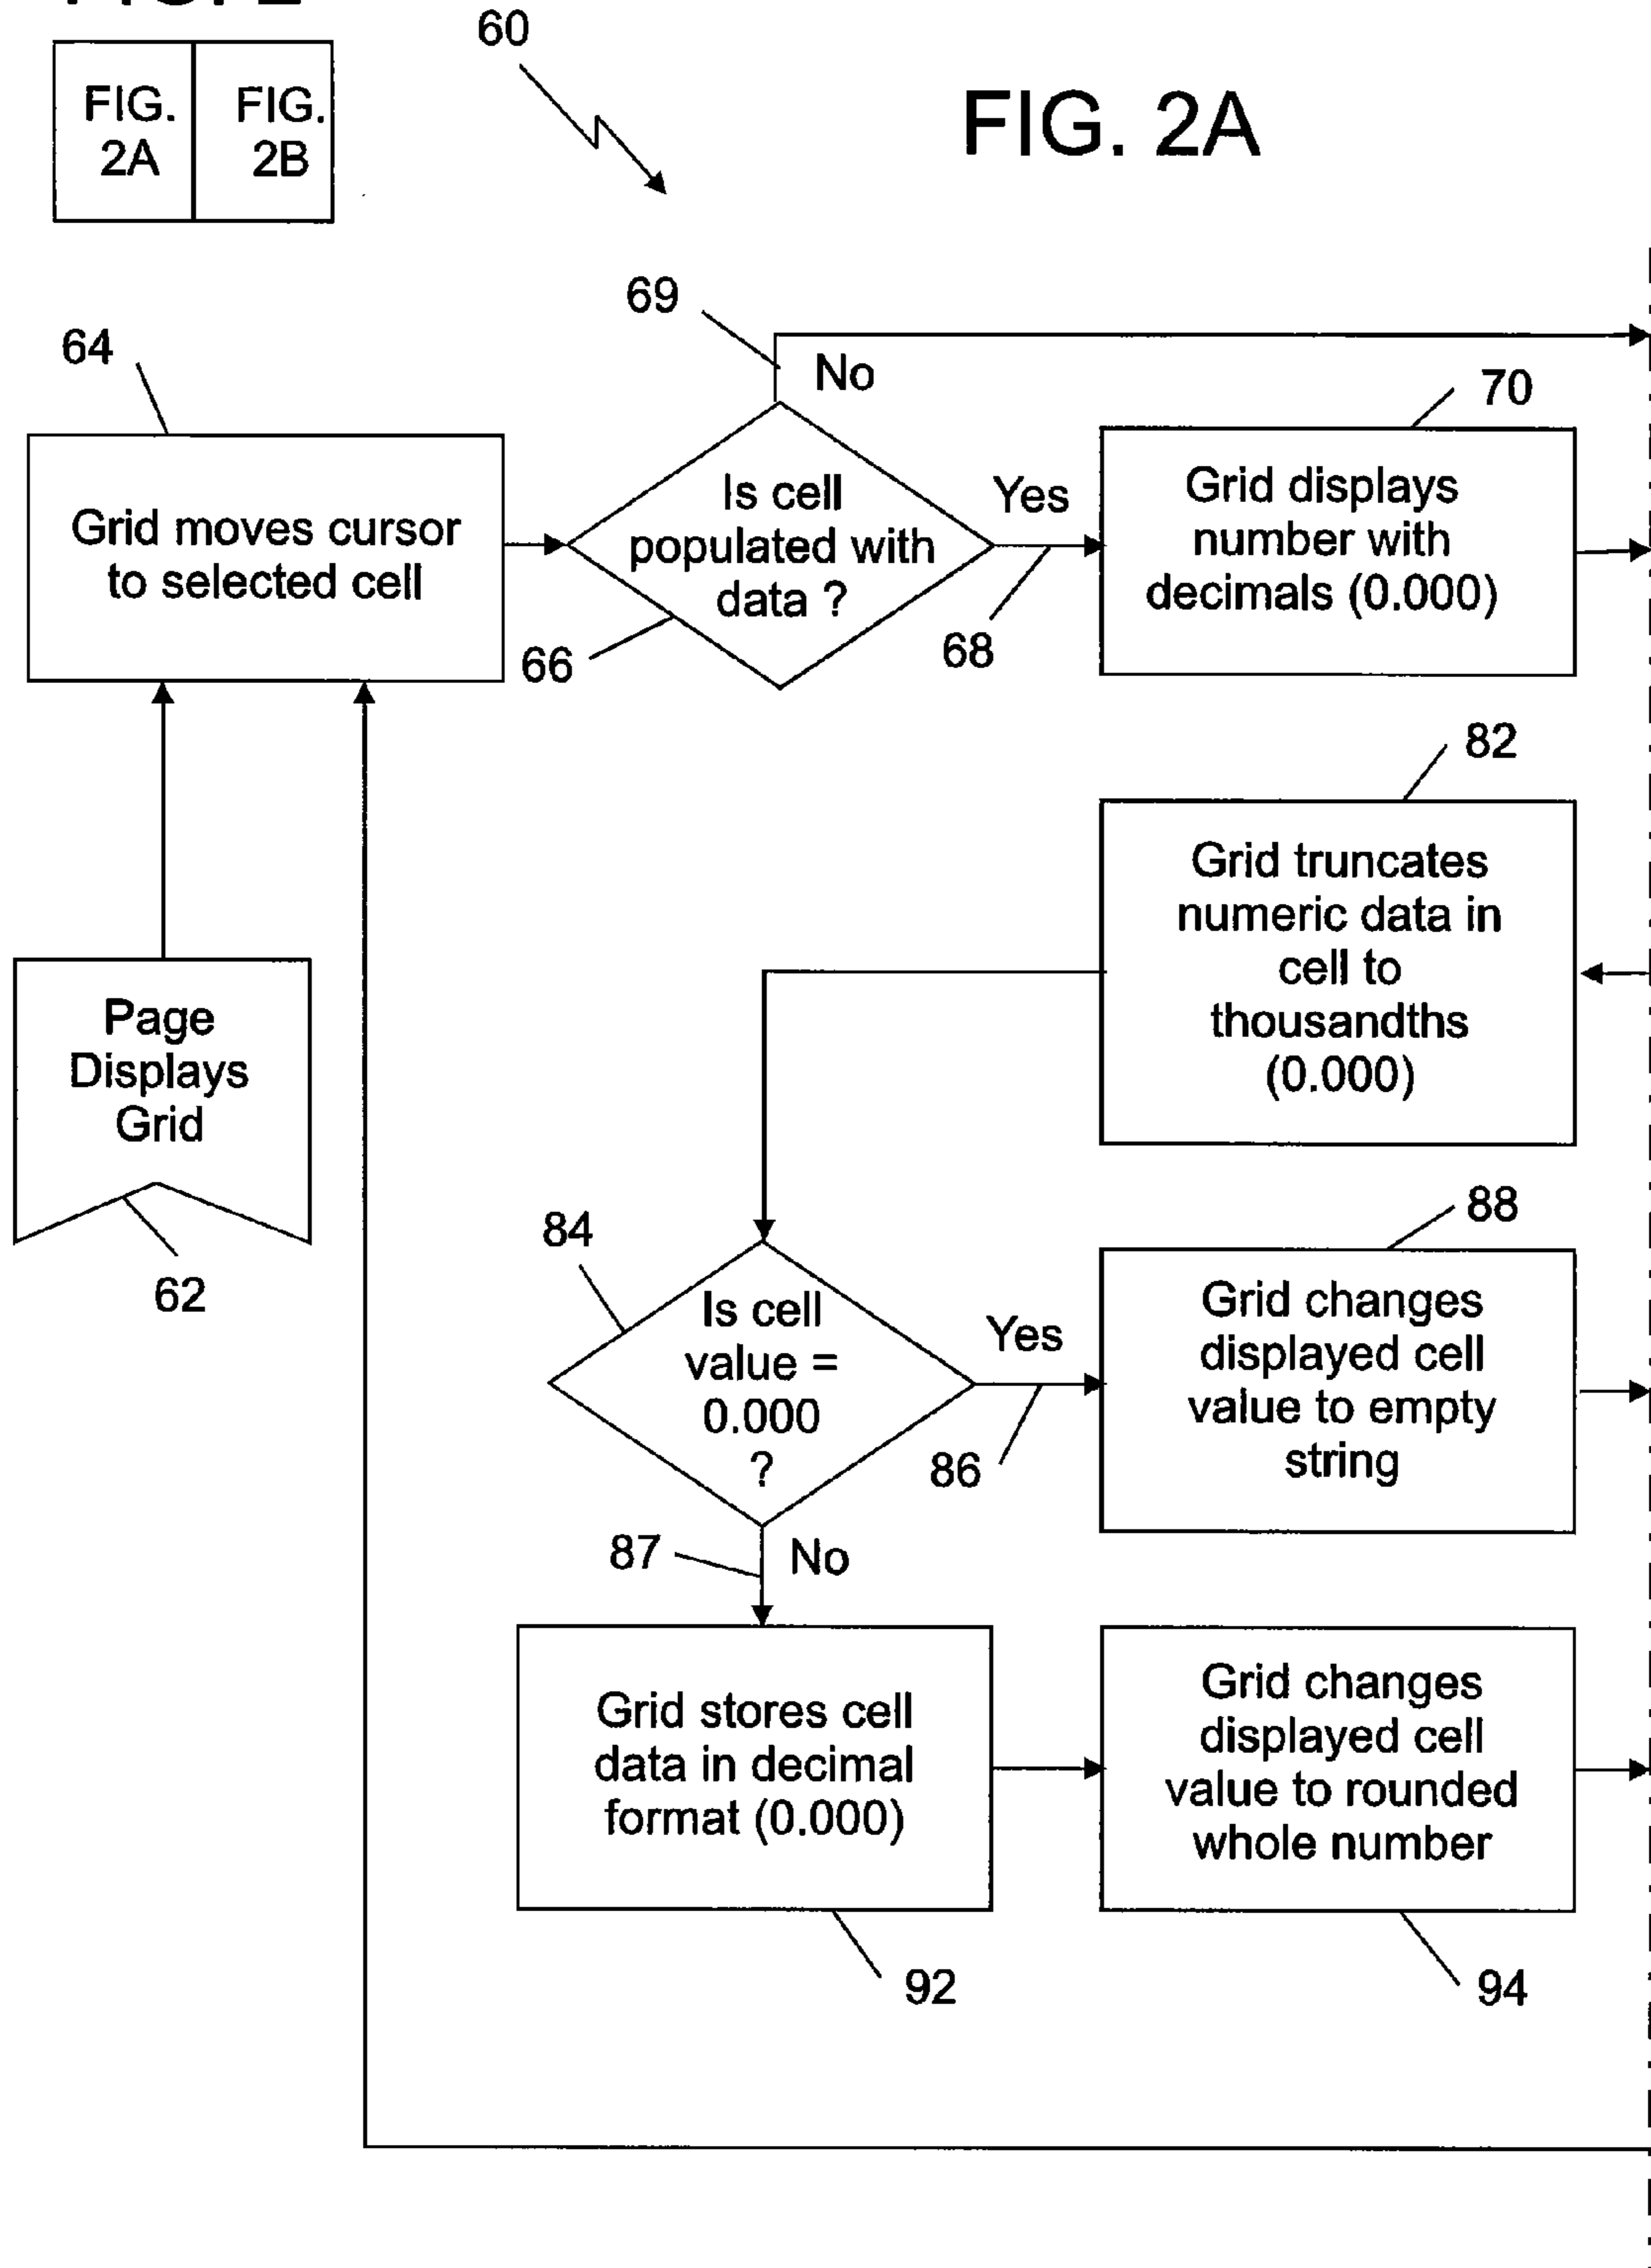 FIG. 2
60
FIG.
2A
FIG.
2B
FIG. 2A
69
64
No
70
Grid moves cursor
to selected cell
Is cell
populated with
data ?
Yes
Grid displays
number with
decimals (0.000)
66
68
82
Grid truncates
numeric data in
cell to
thousandths
(0.000)
Page
Displays
Grid
62
84
88
Is cell
value =
0.000
?
Yes
Grid changes
displayed cell
value to empty
string
86
87
No
Grid stores cell
data in decimal
format (0.000)
Grid changes
displayed cell
value to rounded
whole number
92
94